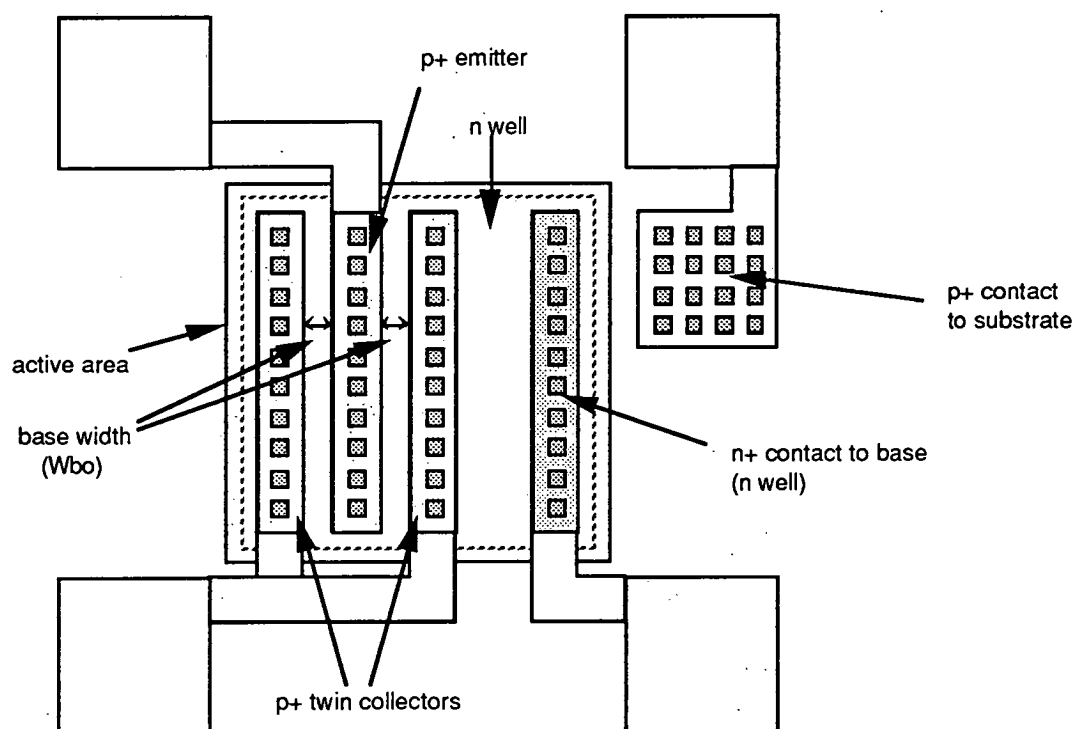 p+ emitter
n well
p+ contact
to substrate
active area
base width
(Wbo)
n+ contact to base
(n well)
p+ twin collectors